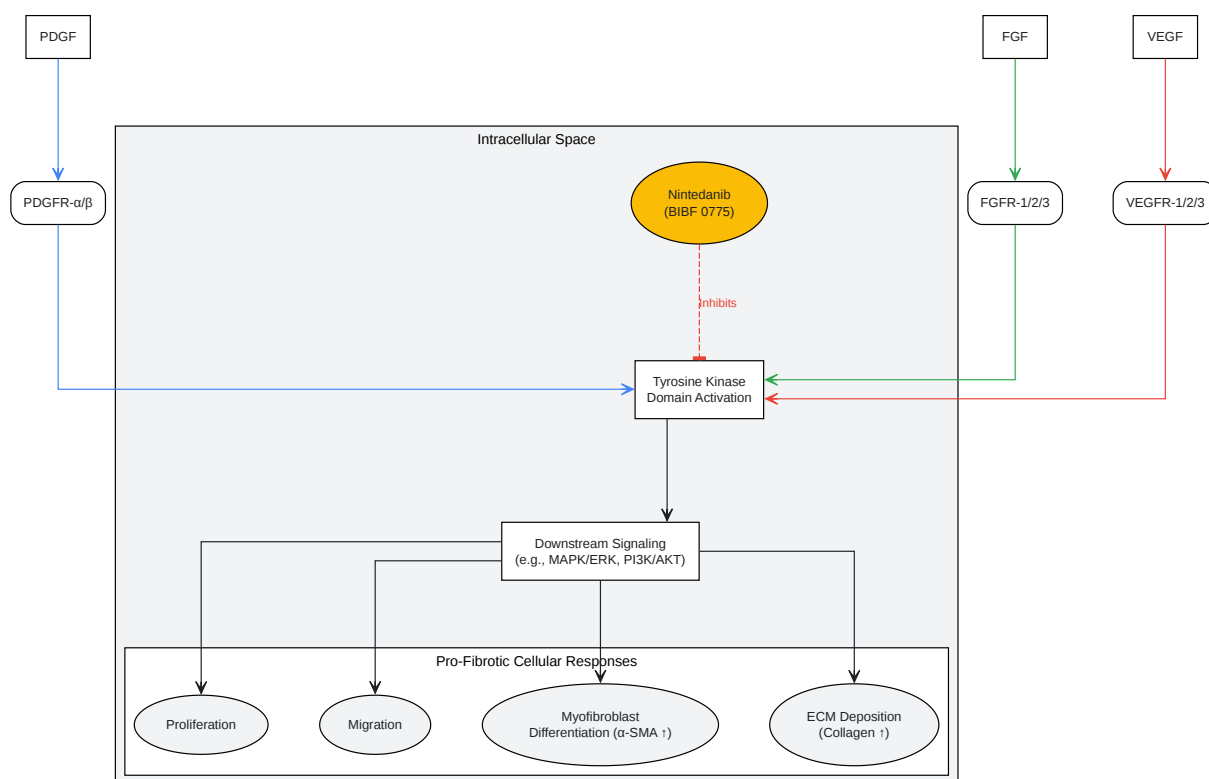 PDGF
FGF
VEGF
Intracellular Space
Nintedanib
(BIBF 0775)
PDGFR-α/β
FGFR-1/2/3
VEGFR-1/2/3
Inhibits
Tyrosine Kinase
Domain Activation
Downstream Signaling
(e.g., MAPK/ERK, PI3K/AKT)
Pro-Fibrotic Cellular Responses
Proliferation
Migration
Myofibroblast
Differentiation (α-SMA ↑)
ECM Deposition
(Collagen ↑)